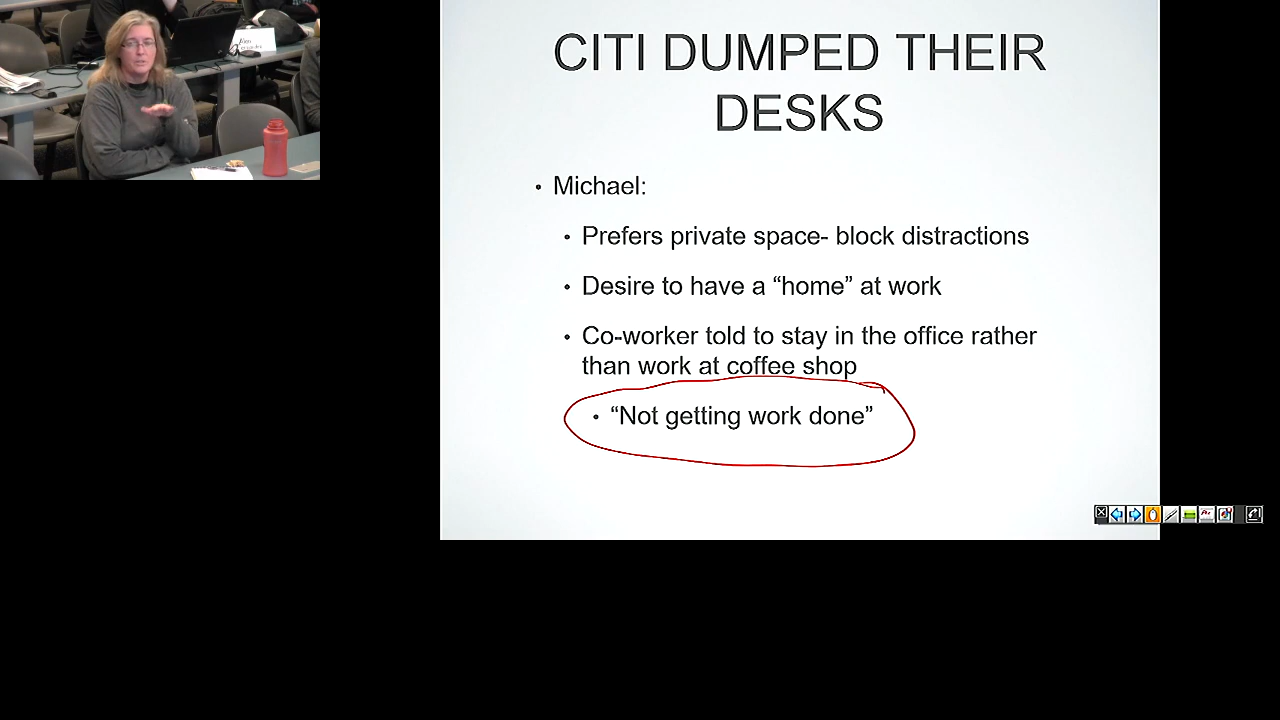 CITI DUMPED THEIR
DESKS
• Michael:
• Prefers private space- block distractions
• Desire to have a “home” at work
• Co-worker told to stay in the office rather
than work at coffee shop
• “Not getting work done”